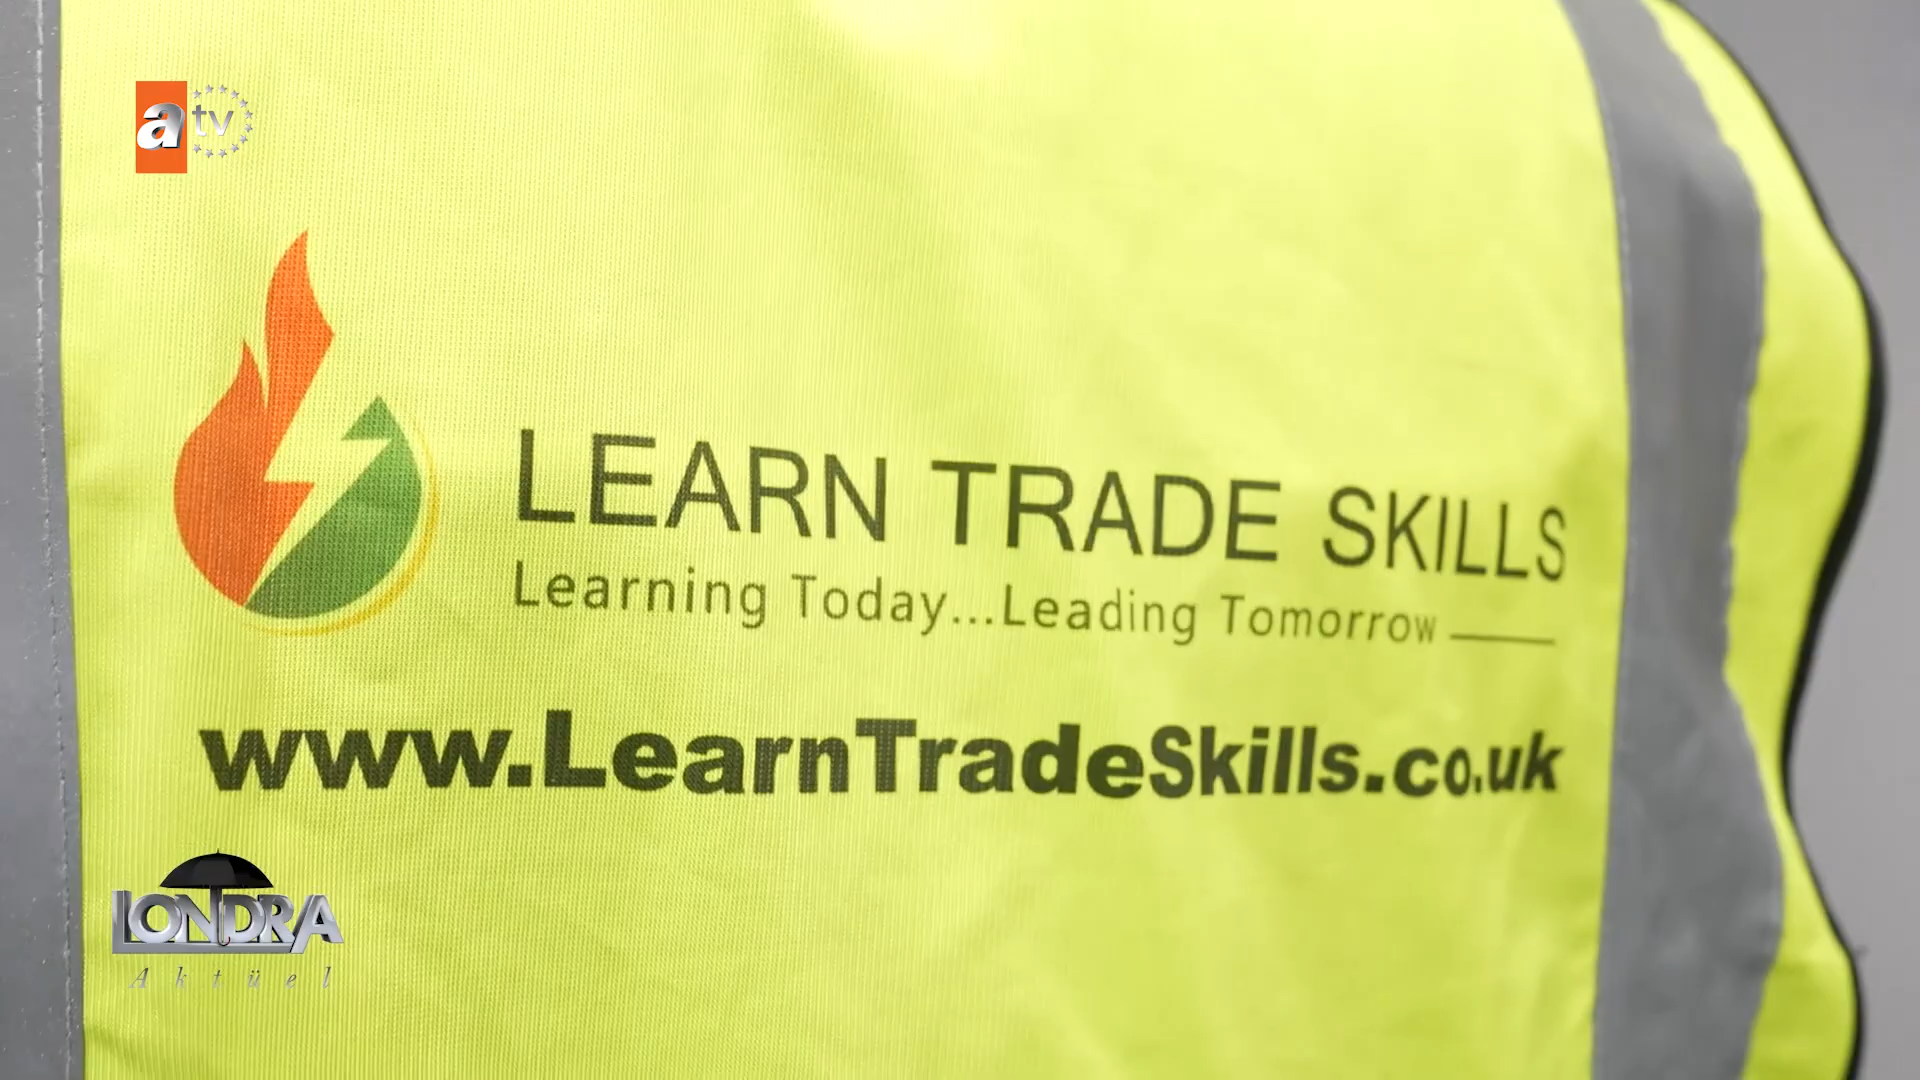 atv
LEARN TRADE SKILLS
Learning Today...Leading Tomorrow
www.LearnTradeSkills.co.uk
LONDRA
Aktüel